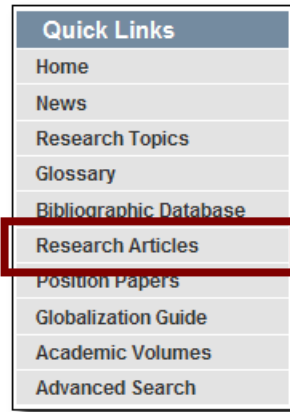 Quick Links
Home
News
Research Topics
Glossary
Bibliographic Database
Research Articles
Position Papers
Globalization Guide
Academic Volumes
Advanced Search